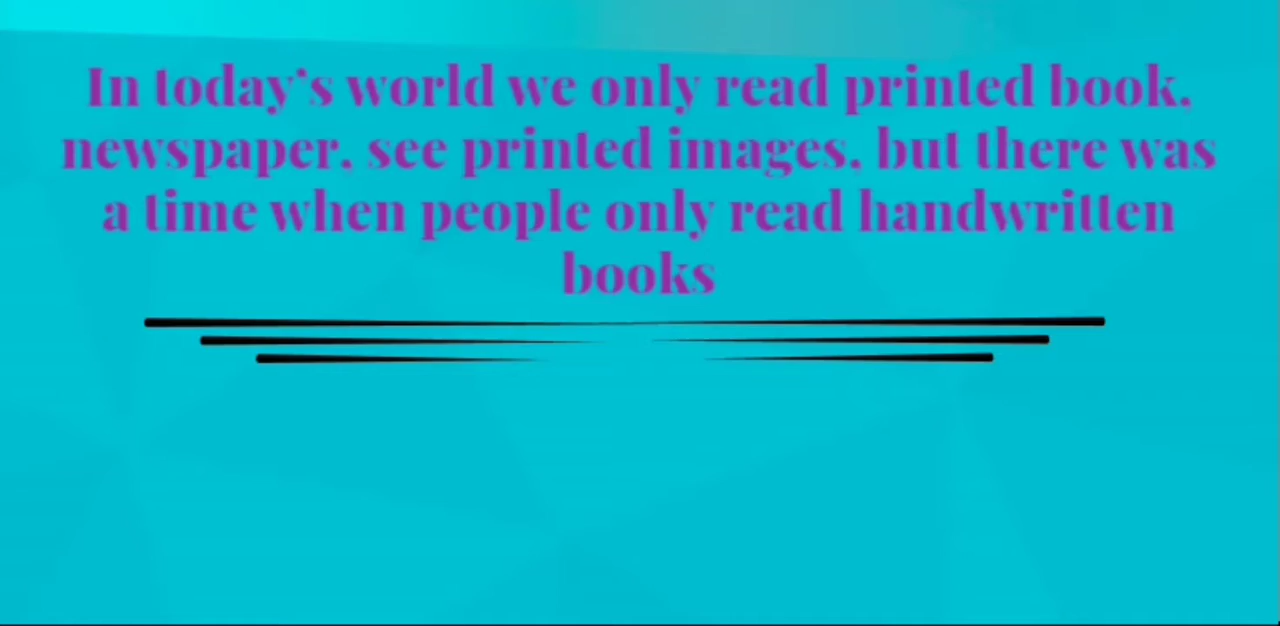 In today's world we only read printed book,
newspaper, see printed images, but there was
a time when people only read handwritten
books